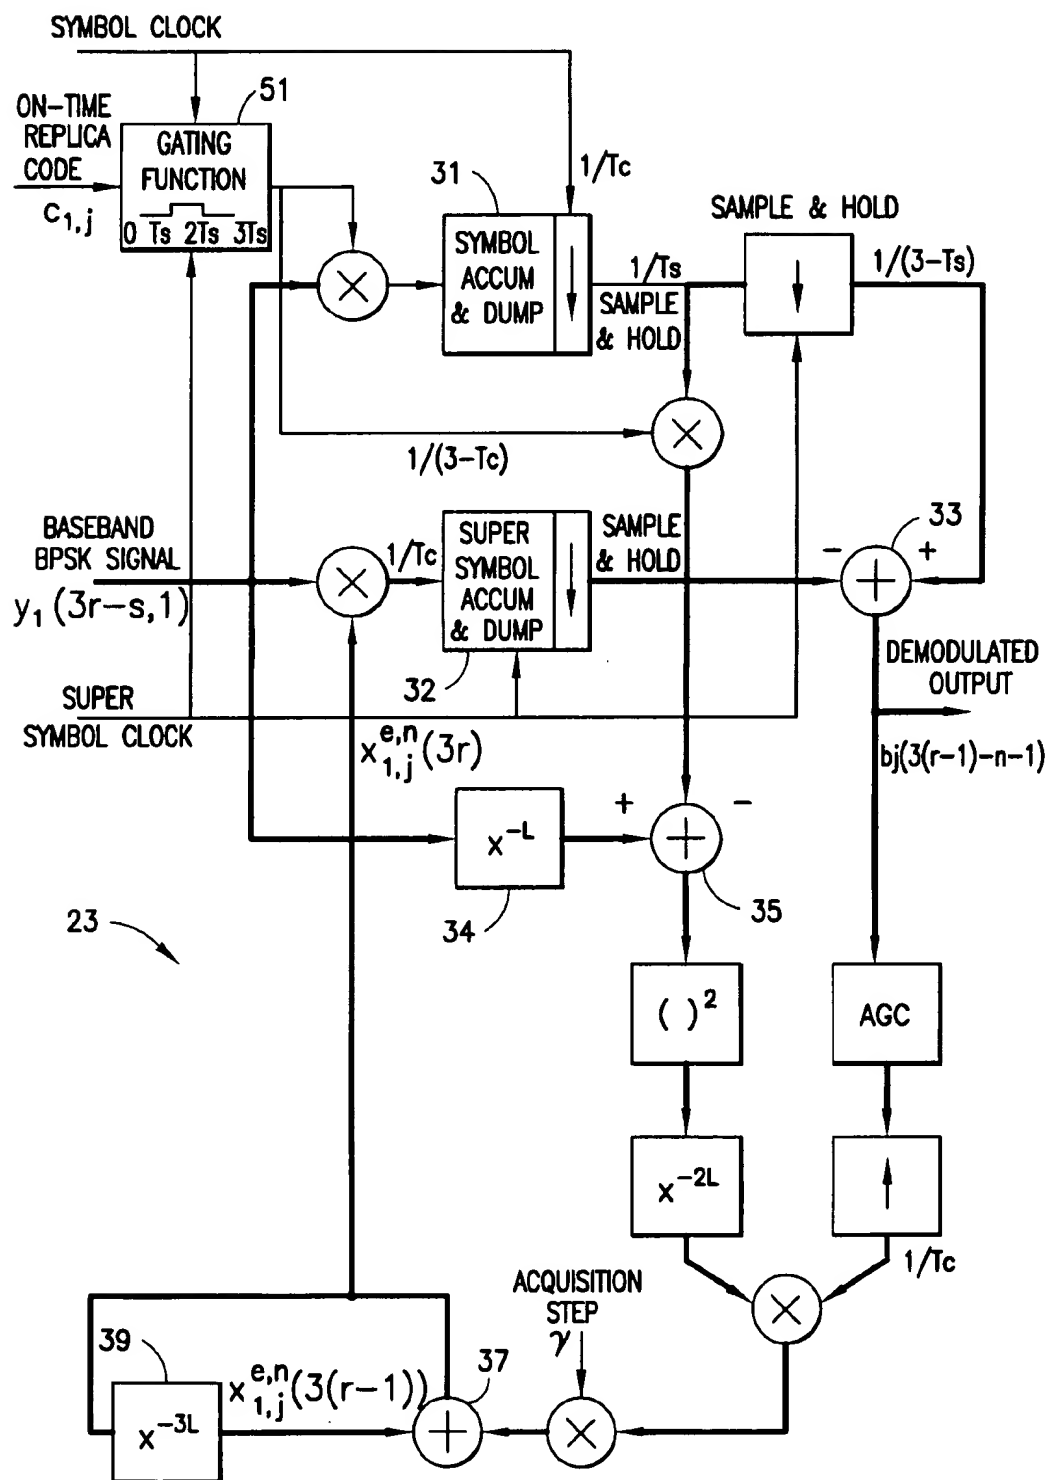 SYMBOL CLOCK
51
ON-TIME
REPLICA
CODE
c1,j
GATING
FUNCTION
0 Ts 2Ts 3Ts
31
1/Tc
SYMBOL
ACCUM
& DUMP
1/Ts
SAMPLE
& HOLD
SAMPLE & HOLD
1/(3-Ts)
1/(3-Tc)
BASEBAND
BPSK SIGNAL
y1(3r-s,1)
1/Tc
SUPER
SYMBOL
ACCUM
& DUMP
32
SAMPLE
& HOLD
33
- +
+
DEMODULATED
OUTPUT
bj(3(r-1)-n-1)
SUPER
SYMBOL CLOCK
x1,j^e,n(3r)
x^-L
34
+ -
+
35
23
( )^2
AGC
x^-2L
1/Tc
ACQUISITION
STEP
γ
39
x^-3L
x1,j^e,n(3(r-1))
37
+